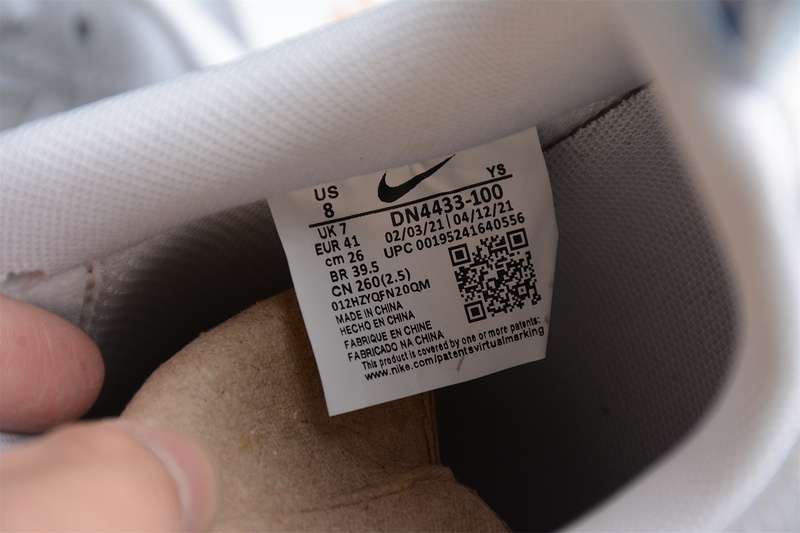 US YS
8 DN4433-100
UK 7 02/03/21 | 04/12/21
EUR 41 UPC 00195241640556
cm 26
BR 39.5
CN 260(2.5)
012HZYQFN20QM
MADE IN CHINA
HECHO EN CHINA
FABRIQUE EN CHINE
FABRICADO NA CHINA
This product is covered by one or more patents:
www.nike.com/patentsvirtualmarking